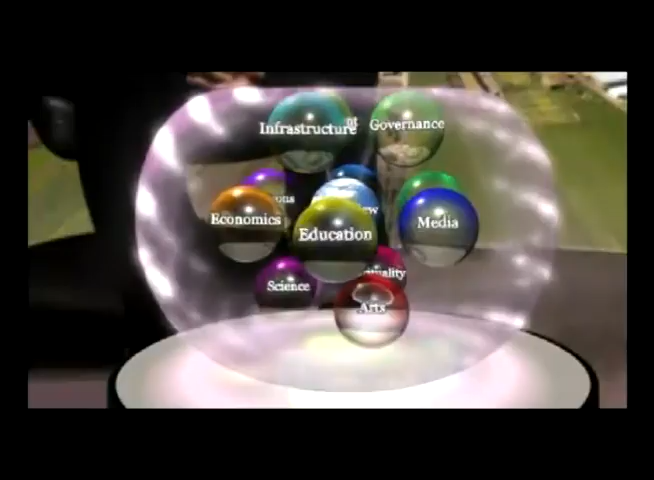 Infrastructure
Governance
Economics
Education
Media
Science
Arts